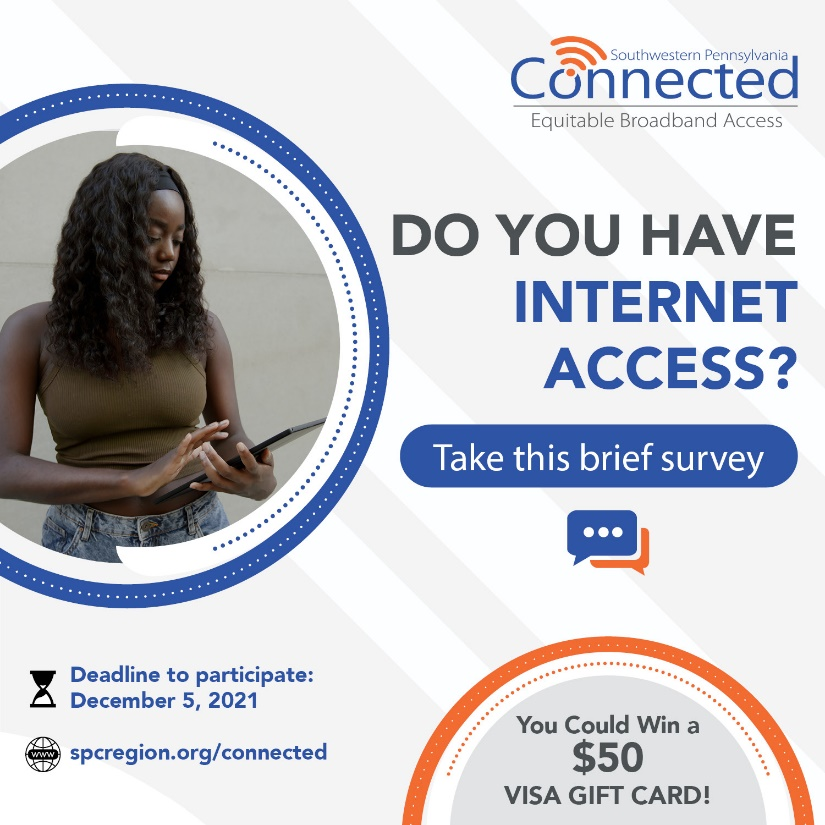 Southwestern Pennsylvania
Connected
Equitable Broadband Access
DO YOU HAVE
INTERNET
ACCESS?
Take this brief survey
Deadline to participate:
December 5, 2021
www
spcregion.org/connected
You Could Win a
$50
VISA GIFT CARD!